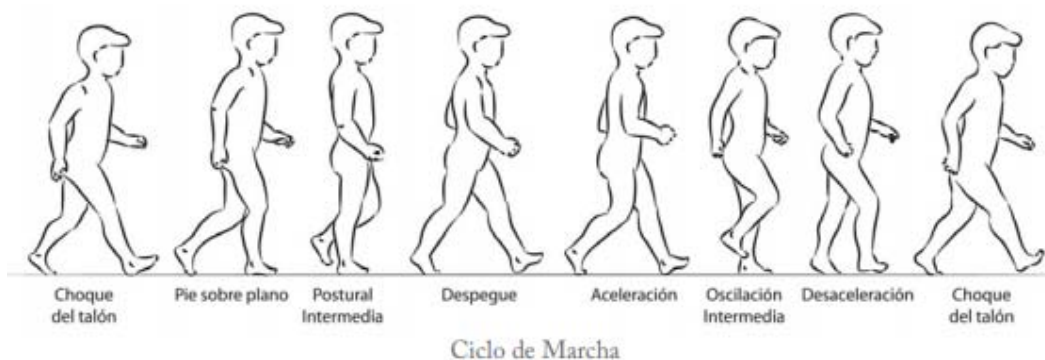 Choque
del talón
Pie sobre plano
Postural
Intermedia
Despegue
Aceleración
Oscilación
Intermedia
Desaceleración
Choque
del talón
Ciclo de Marcha